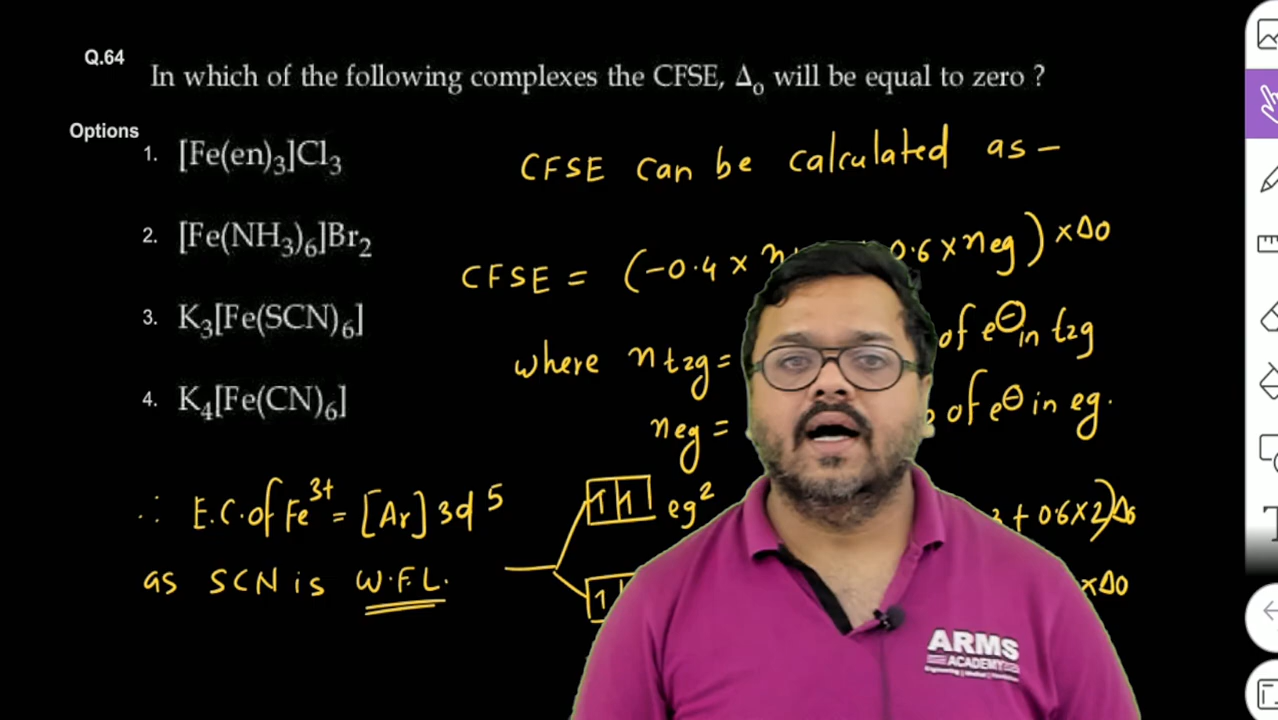 Q.64
In which of the following complexes the CFSE, Δ₀ will be equal to zero ?
Options
1. [Fe(en)₃]Cl₃
2. [Fe(NH₃)₆]Br₂
3. K₃[Fe(SCN)₆]
4. K₄[Fe(CN)₆]
CFSE can be calculated as –
CFSE = (-0.4 × n 0.6 × neg) × Δo
where nt₂g = of e⊖ in t₂g
neg = of e⊖ in eg.
∴ E.C. of Fe³⁺ = [Ar] 3d⁵
eg²
+ 0.6×2)Δo
as SCN is W.F.L.
×Δo
ARMS
ACADEMY